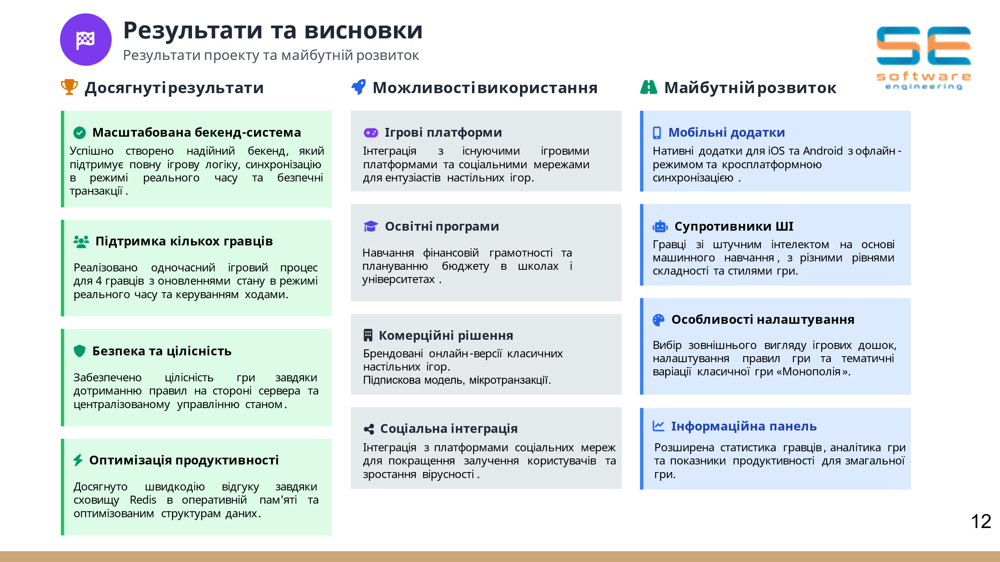 Результати та висновки
Результати проекту та майбутній розвиток
software
engineering
Досягнуті результати
Масштабована бекенд-система
Успішно створено надійний бекенд, який
підтримує повну ігрову логіку, синхронізацію
в режимі реального часу та безпечні
транзакції.
Підтримка кількох гравців
Реалізовано одночасний ігровий процес
для 4 гравців з оновленнями стану в режимі
реального часу та керуванням ходами.
Безпека та цілісність
Забезпечено цілісність гри завдяки
дотриманню правил на стороні сервера та
централізованому управлінню станом.
Оптимізація продуктивності
Досягнуто швидкодію відгуку завдяки
сховищу Redis в оперативній пам'яті та
оптимізованим структурам даних.
Можливості використання
Ігрові платформи
Інтеграція з існуючими ігровими
платформами та соціальними мережами
для ентузіастів настільних ігор.
Освітні програми
Навчання фінансовій грамотності та
плануванню бюджету в школах і
університетах.
Комерційні рішення
Брендовані онлайн-версії класичних
настільних ігор.
Підпискова модель, мікротранзакції.
Соціальна інтеграція
Інтеграція з платформами соціальних мереж
для покращення залучення користувачів та
зростання вірусності.
Майбутній розвиток
Мобільні додатки
Нативні додатки для iOS та Android з офлайн-
режимом та кросплатформною
синхронізацією.
Супротивники ШІ
Гравці зі штучним інтелектом на основі
машинного навчання, з різними рівнями
складності та стилями гри.
Особливості налаштування
Вибір зовнішнього вигляду ігрових дошок,
налаштування правил гри та тематичні
варіації класичної гри «Монополія».
Інформаційна панель
Розширена статистика гравців, аналітика гри
та показники продуктивності для змагальної
гри.
12